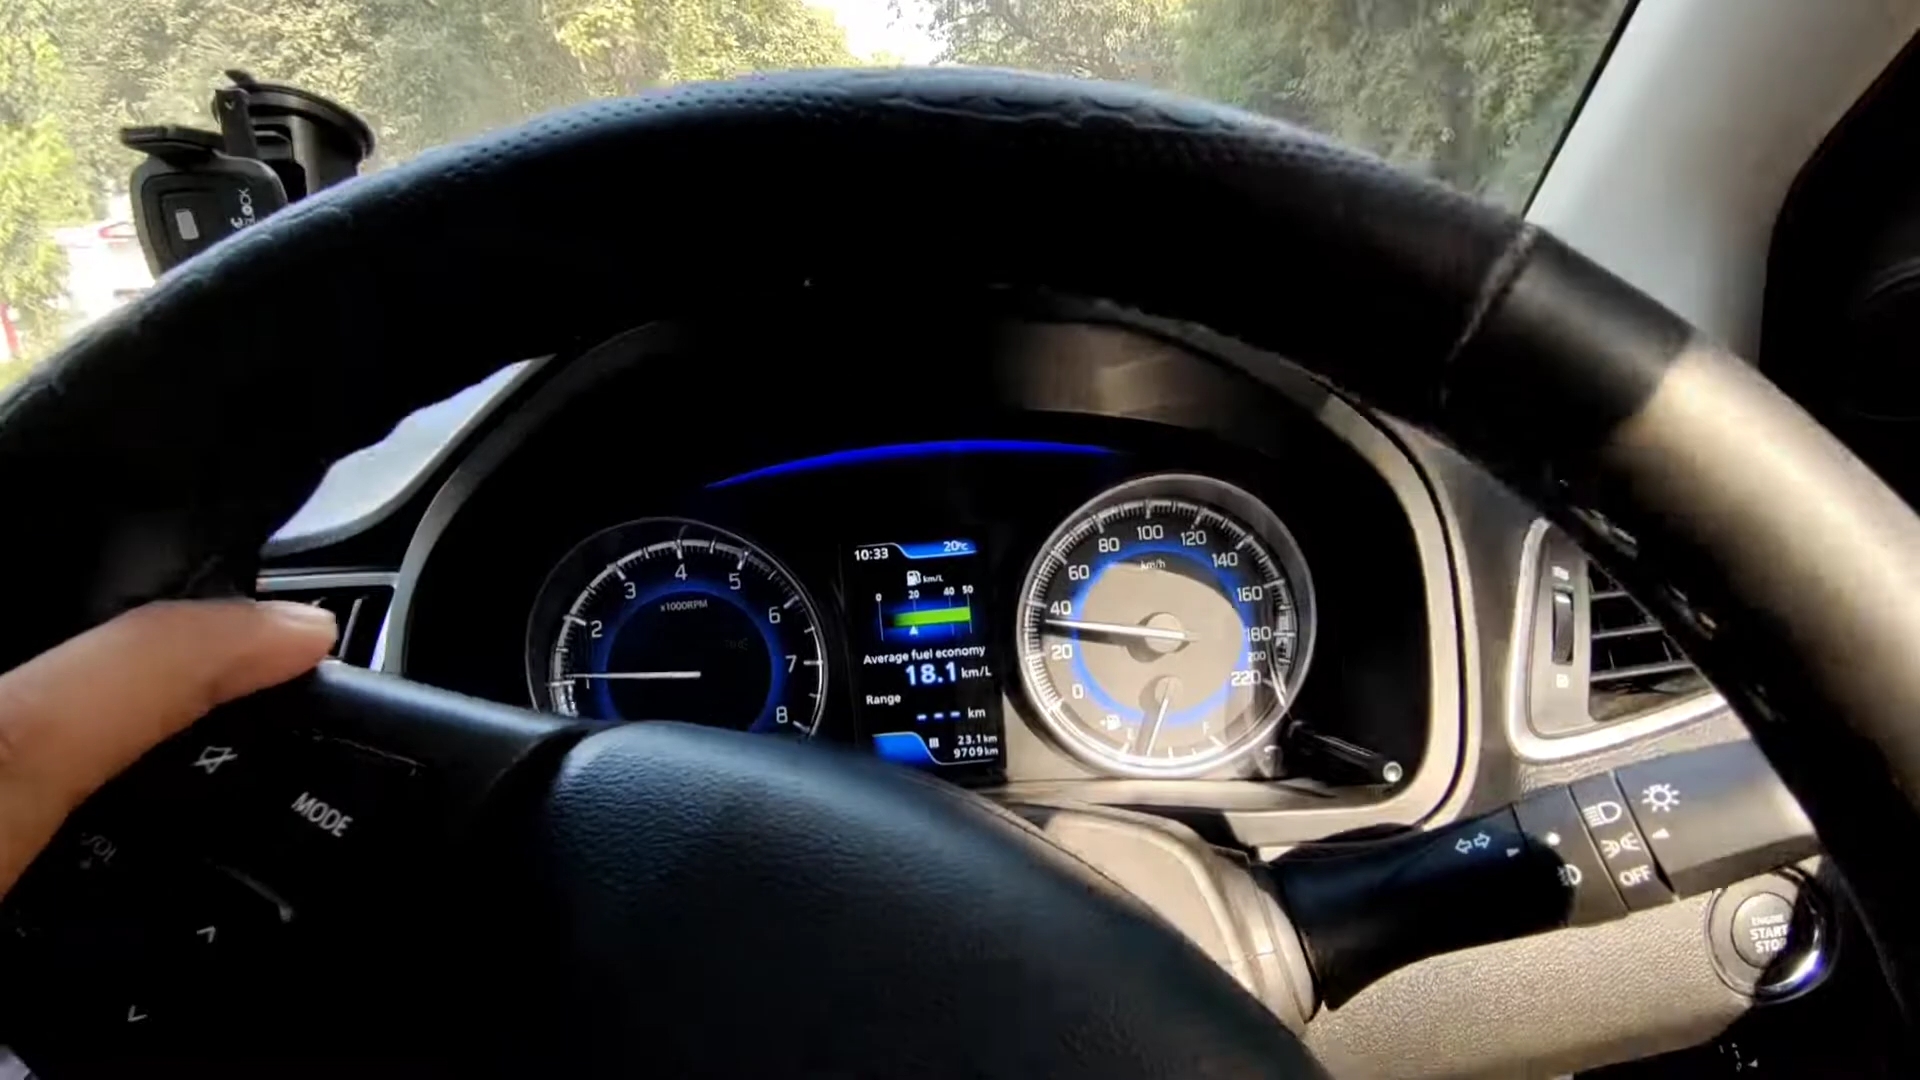 10:33
20°C
km/L
0 20 40 50
Average fuel economy
18.1 km/L
Range
--- km
23.1 km
9709 km
1 2 3 4 5 6 7 8
x1000RPM
0 20 40 60 80 100 120 140 160 180 200 220
km/h
MODE
OFF
ENGINE
START
STOP